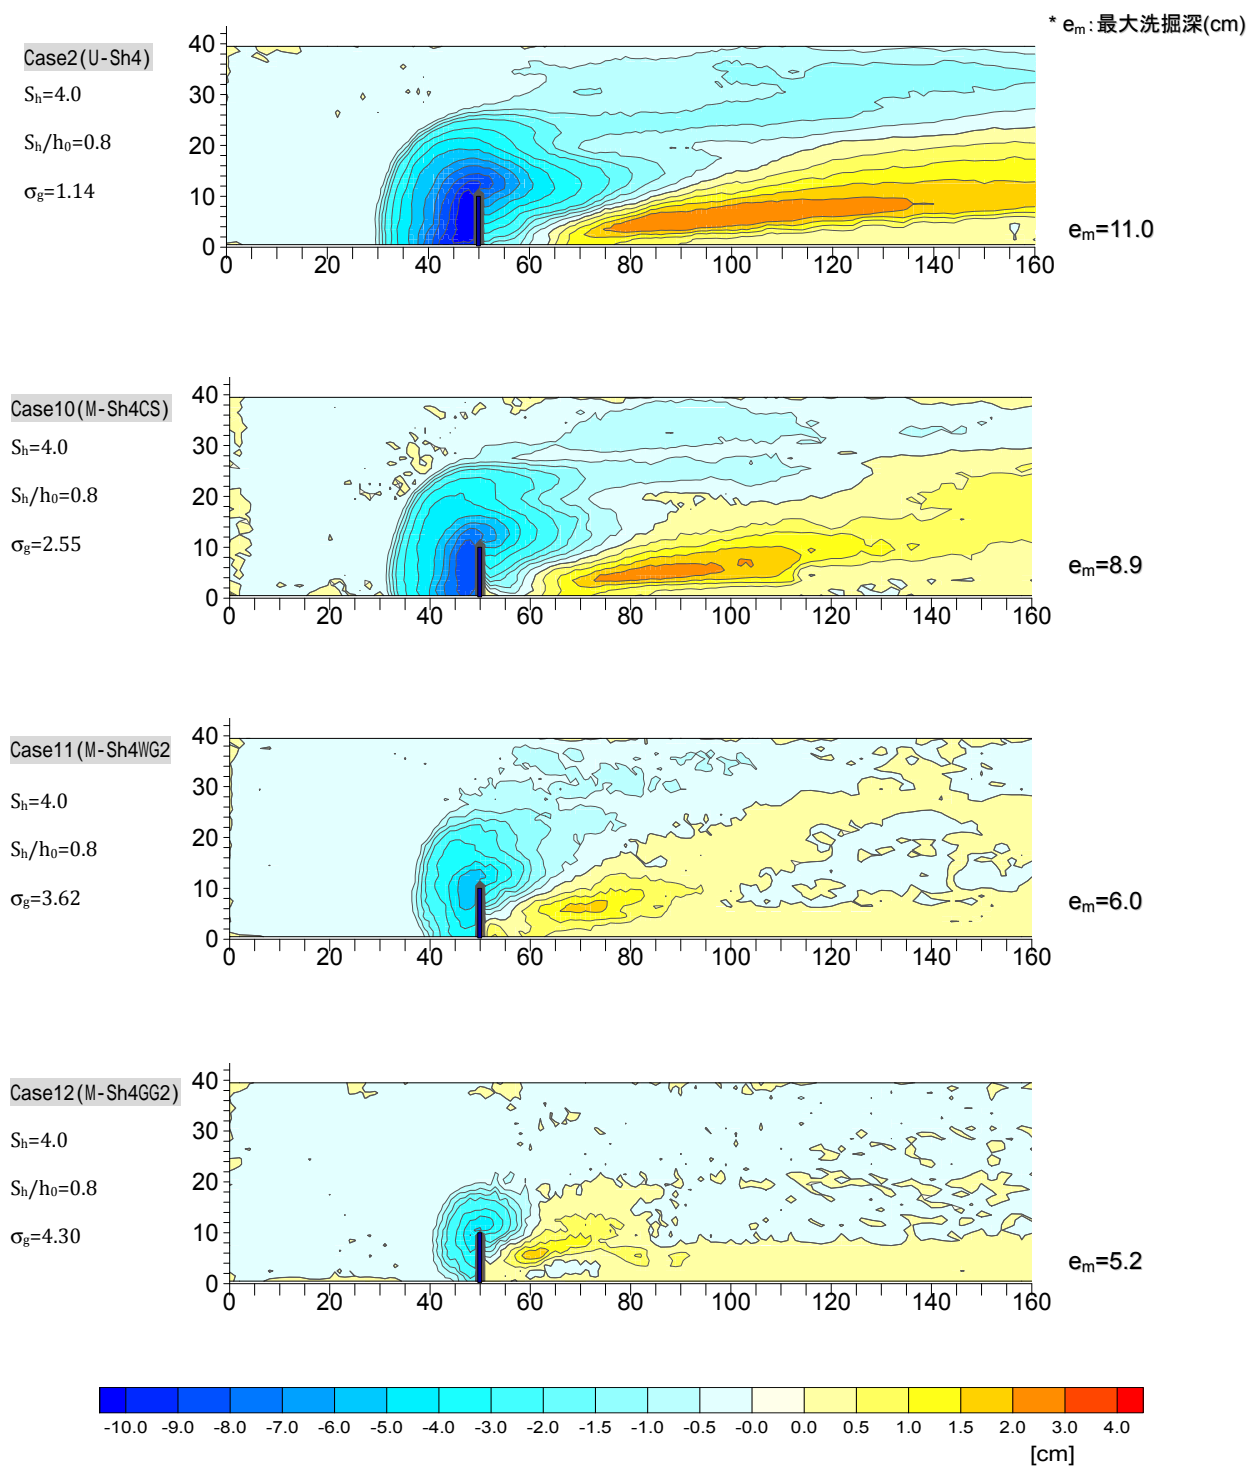 * em:最大洗掘深(cm)
Case2(U-Sh4)
Sh=4.0
Sh/h0=0.8
σg=1.14
40
30
20
10
0
0 20 40 60 80 100 120 140 160
em=11.0
Case10(M-Sh4CS)
Sh=4.0
Sh/h0=0.8
σg=2.55
40
30
20
10
0
0 20 40 60 80 100 120 140 160
em=8.9
Case11(M-Sh4WG2
Sh=4.0
Sh/h0=0.8
σg=3.62
40
30
20
10
0
0 20 40 60 80 100 120 140 160
em=6.0
Case12(M-Sh4GG2)
Sh=4.0
Sh/h0=0.8
σg=4.30
40
30
20
10
0
0 20 40 60 80 100 120 140 160
em=5.2
-10.0 -9.0 -8.0 -7.0 -6.0 -5.0 -4.0 -3.0 -2.0 -1.5 -1.0 -0.5 -0.0 0.0 0.5 1.0 1.5 2.0 3.0 4.0
[cm]